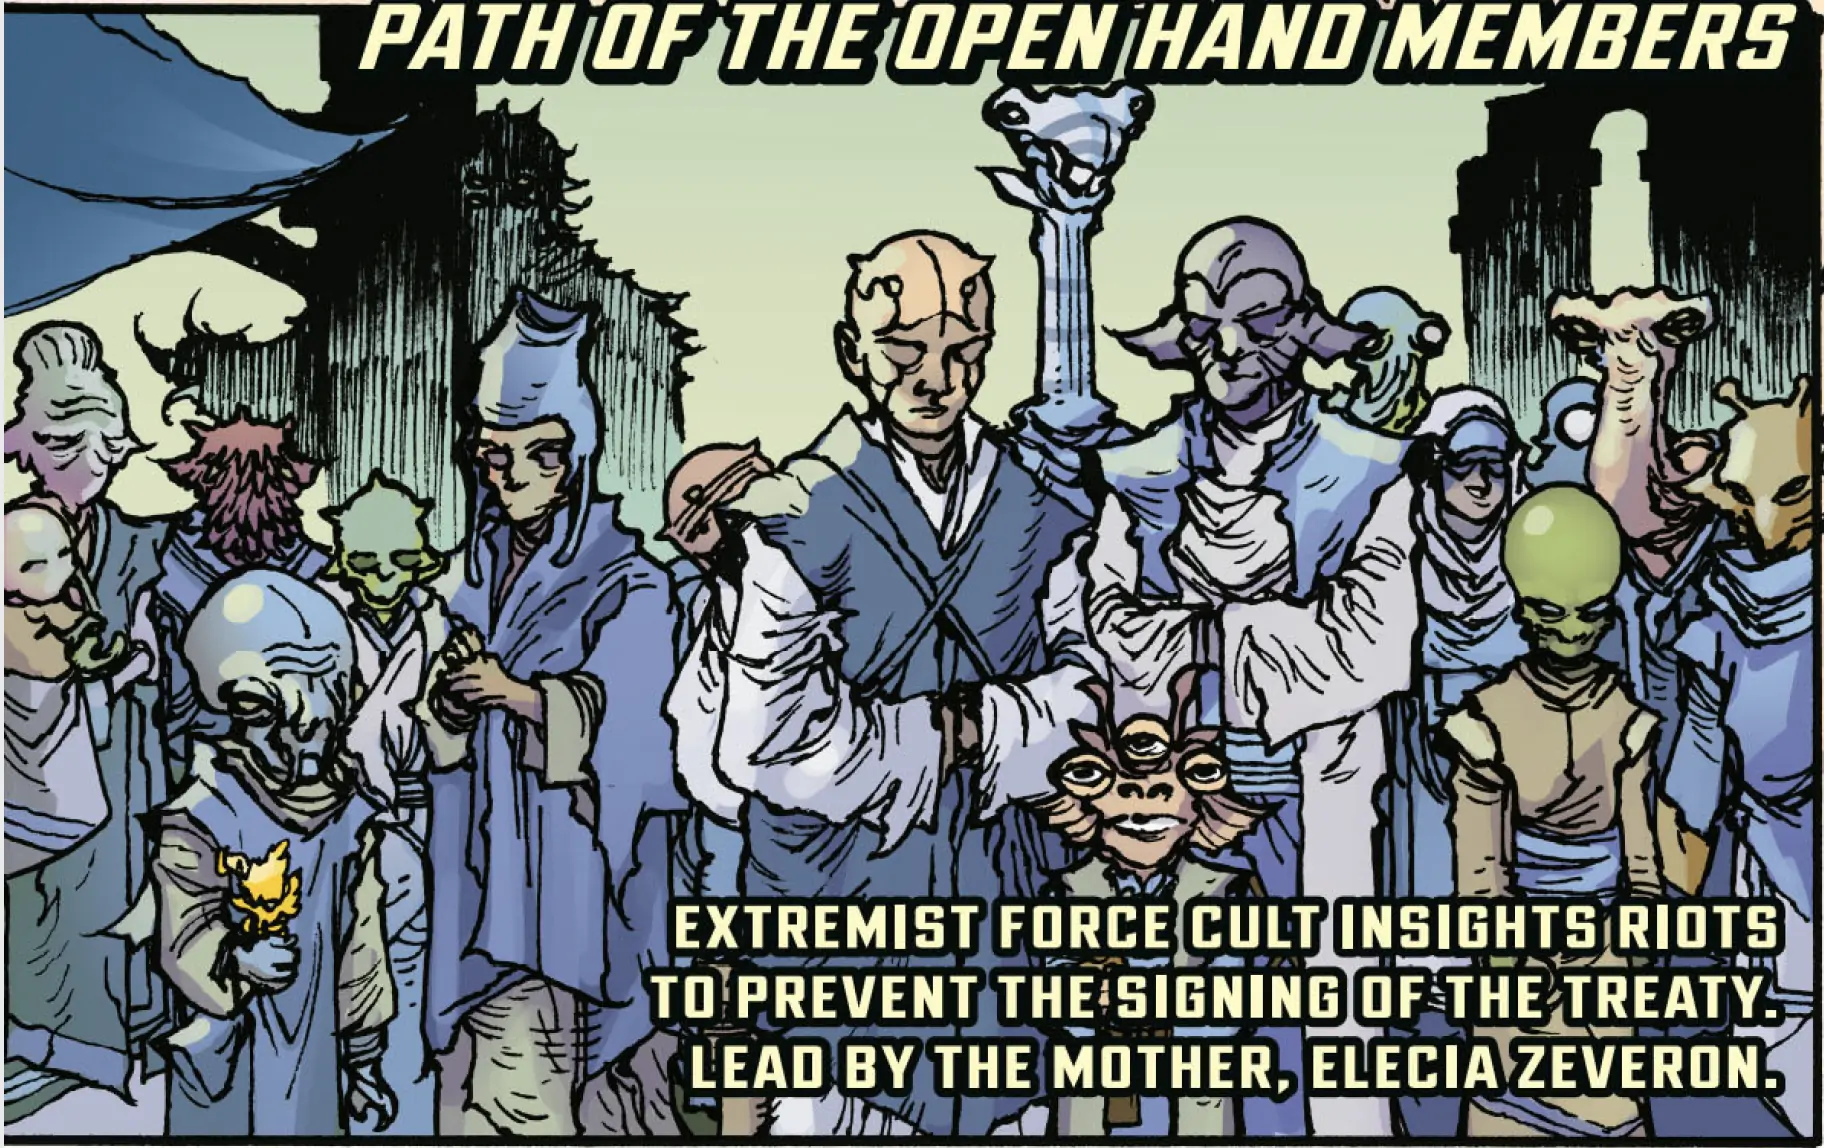 PATH OF THE OPEN HAND MEMBERS
EXTREMIST FORCE CULT INSIGHTS RIOTS
TO PREVENT THE SIGNING OF THE TREATY.
LEAD BY THE MOTHER, ELECIA ZEVERON.